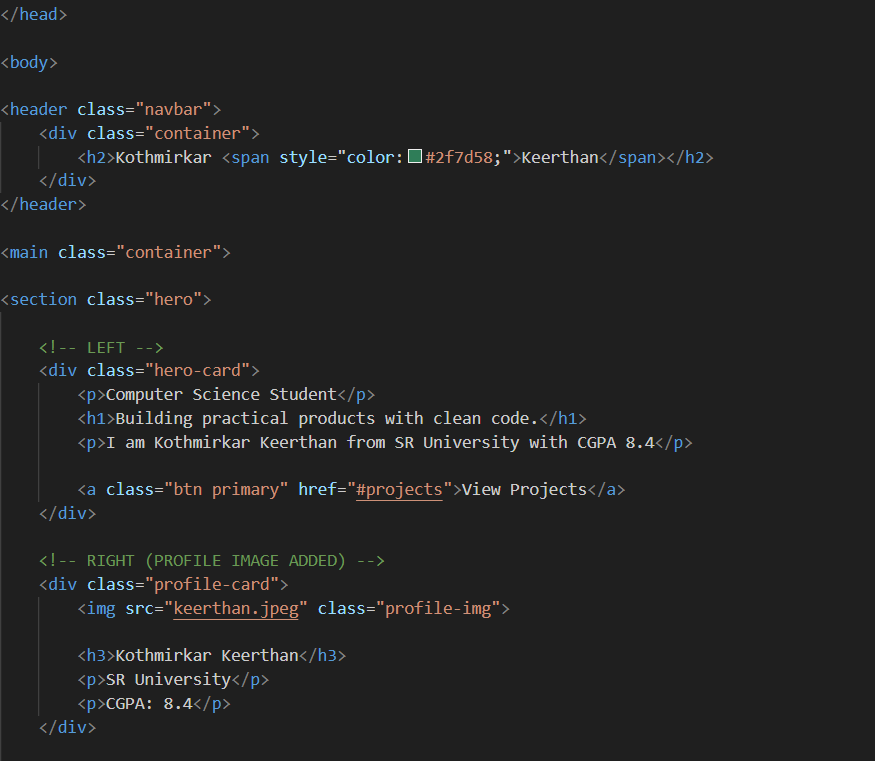 </head>
<body>
<header class="navbar">
<div class="container">
<h2>Kothmirkar <span style="color:#2f7d58;">Keerthan</span></h2>
</div>
</header>
<main class="container">
<section class="hero">
<!-- LEFT -->
<div class="hero-card">
<p>Computer Science Student</p>
<h1>Building practical products with clean code.</h1>
<p>I am Kothmirkar Keerthan from SR University with CGPA 8.4</p>
<a class="btn primary" href="#projects">View Projects</a>
</div>
<!-- RIGHT (PROFILE IMAGE ADDED) -->
<div class="profile-card">
<img src="keerthan.jpeg" class="profile-img">
<h3>Kothmirkar Keerthan</h3>
<p>SR University</p>
<p>CGPA: 8.4</p>
</div>